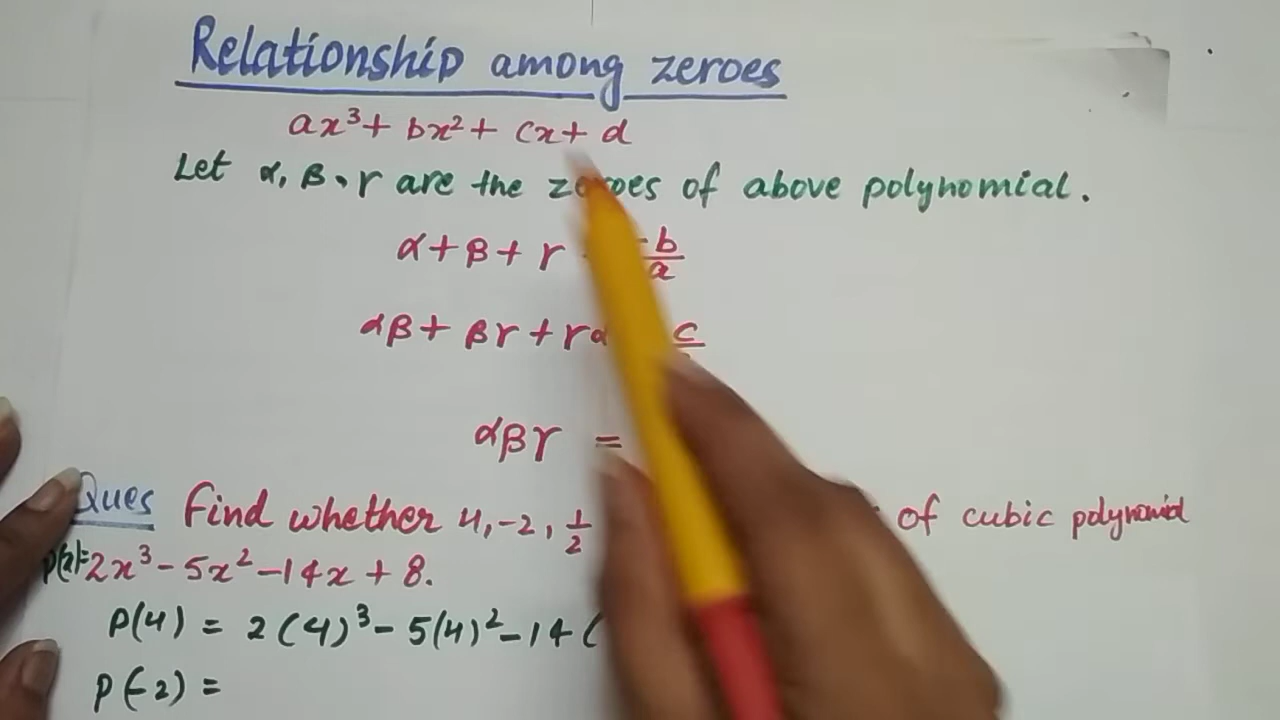 Relationship among zeroes
ax³ + bx² + cx + d
Let α, β, r are the zeroes of above polynomial.
α + β + r -b/a
αβ + βr + rα c
αβr =
Ques Find whether 4, -2, 1/2 of cubic polynomial
p(x)= 2x³ - 5x² - 14x + 8.
P(4) = 2(4)³ - 5(4)² - 14(
P(-2) =